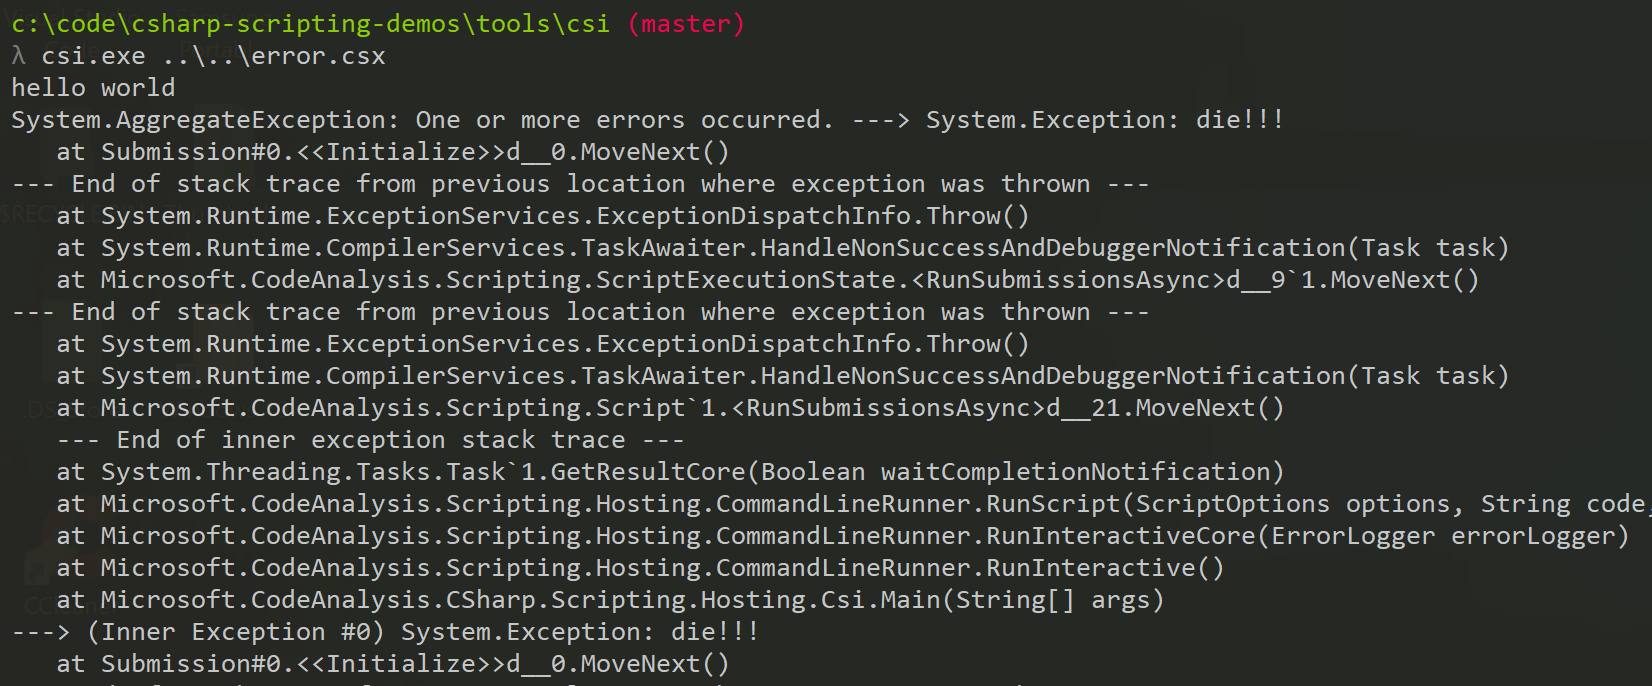 c:\code\csharp-scripting-demos\tools\csi (master)
λ csi.exe ..\..\error.csx
hello world
System.AggregateException: One or more errors occurred. ---> System.Exception: die!!!
   at Submission#0.<<Initialize>>d__0.MoveNext()
--- End of stack trace from previous location where exception was thrown ---
   at System.Runtime.ExceptionServices.ExceptionDispatchInfo.Throw()
   at System.Runtime.CompilerServices.TaskAwaiter.HandleNonSuccessAndDebuggerNotification(Task task)
   at Microsoft.CodeAnalysis.Scripting.ScriptExecutionState.<RunSubmissionsAsync>d__9`1.MoveNext()
--- End of stack trace from previous location where exception was thrown ---
   at System.Runtime.ExceptionServices.ExceptionDispatchInfo.Throw()
   at System.Runtime.CompilerServices.TaskAwaiter.HandleNonSuccessAndDebuggerNotification(Task task)
   at Microsoft.CodeAnalysis.Scripting.Script`1.<RunSubmissionsAsync>d__21.MoveNext()
   --- End of inner exception stack trace ---
   at System.Threading.Tasks.Task`1.GetResultCore(Boolean waitCompletionNotification)
   at Microsoft.CodeAnalysis.Scripting.Hosting.CommandLineRunner.RunScript(ScriptOptions options, String code,
   at Microsoft.CodeAnalysis.Scripting.Hosting.CommandLineRunner.RunInteractiveCore(ErrorLogger errorLogger)
   at Microsoft.CodeAnalysis.Scripting.Hosting.CommandLineRunner.RunInteractive()
   at Microsoft.CodeAnalysis.CSharp.Scripting.Hosting.Csi.Main(String[] args)
---> (Inner Exception #0) System.Exception: die!!!
   at Submission#0.<<Initialize>>d__0.MoveNext()